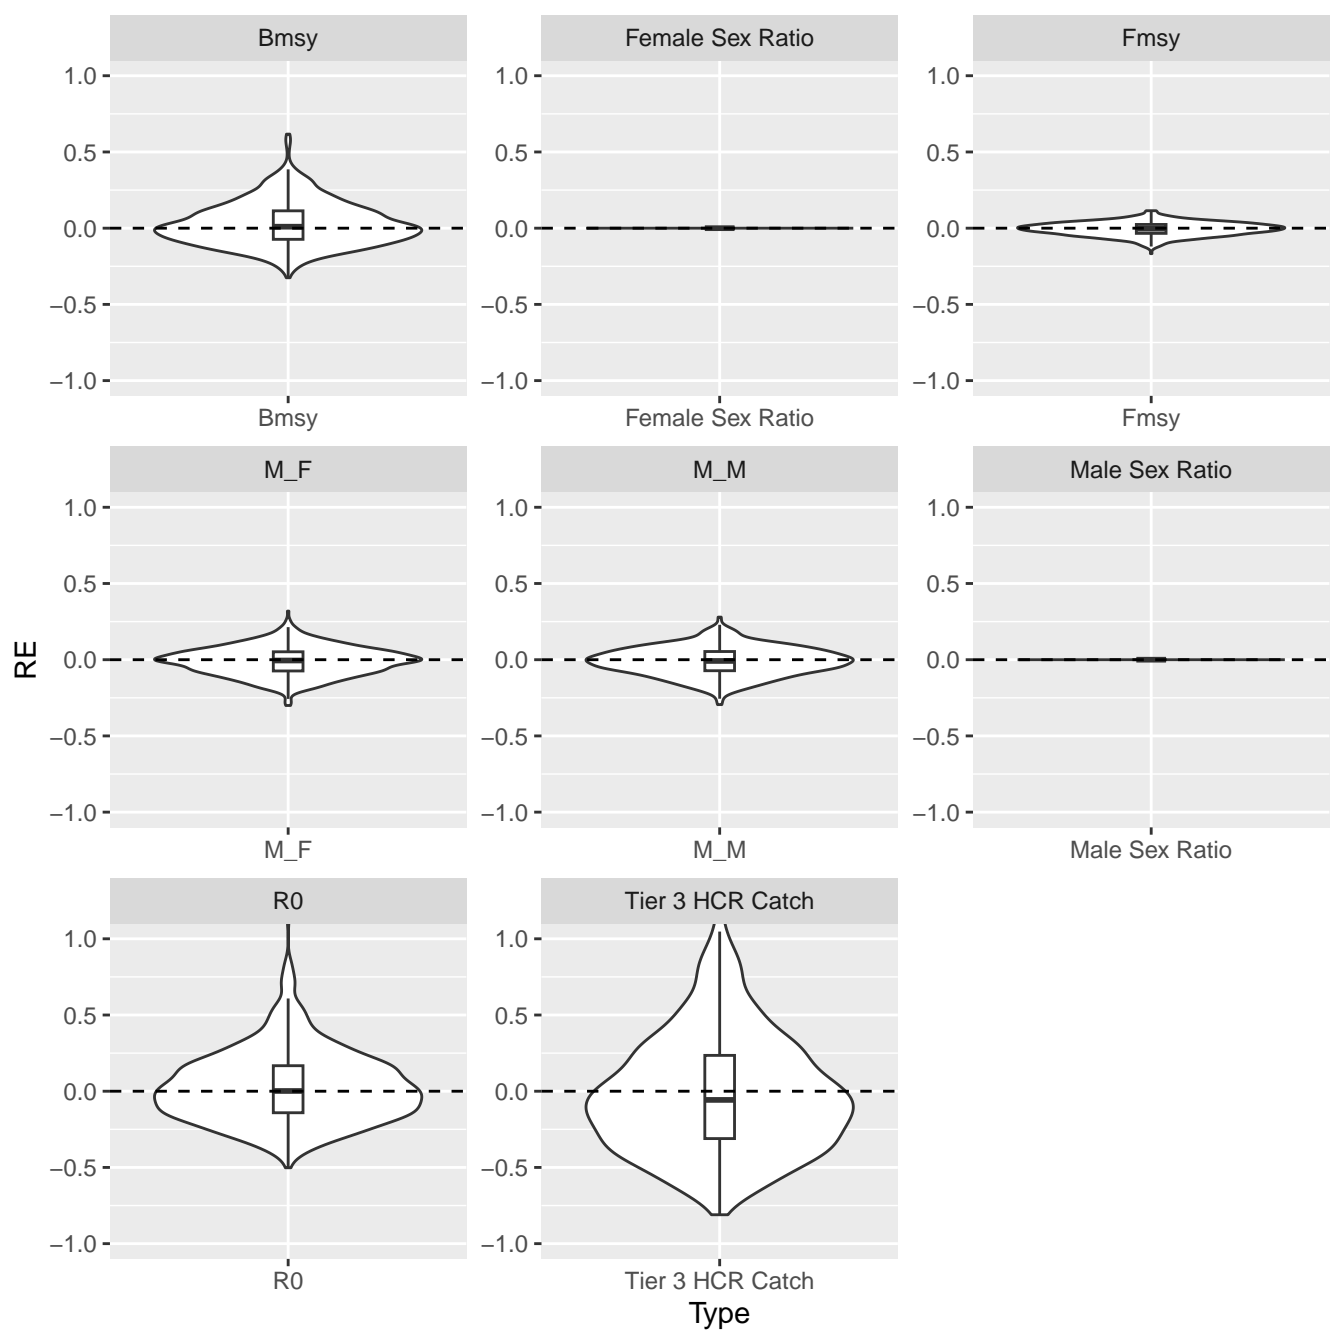 Bmsy Female Sex Ratio Fmsy
1.0 1.0 1.0
0.5 0.5 0.5
0.0 0.0 0.0
−0.5 −0.5 −0.5
−1.0 −1.0 −1.0
Bmsy Female Sex Ratio Fmsy
M_F M_M Male Sex Ratio
1.0 1.0 1.0
0.5 0.5 0.5
RE
0.0 0.0 0.0
−0.5 −0.5 −0.5
−1.0 −1.0 −1.0
M_F M_M Male Sex Ratio
R0 Tier 3 HCR Catch
1.0 1.0
0.5 0.5
0.0 0.0
−0.5 −0.5
−1.0 −1.0
R0 Tier 3 HCR Catch
Type